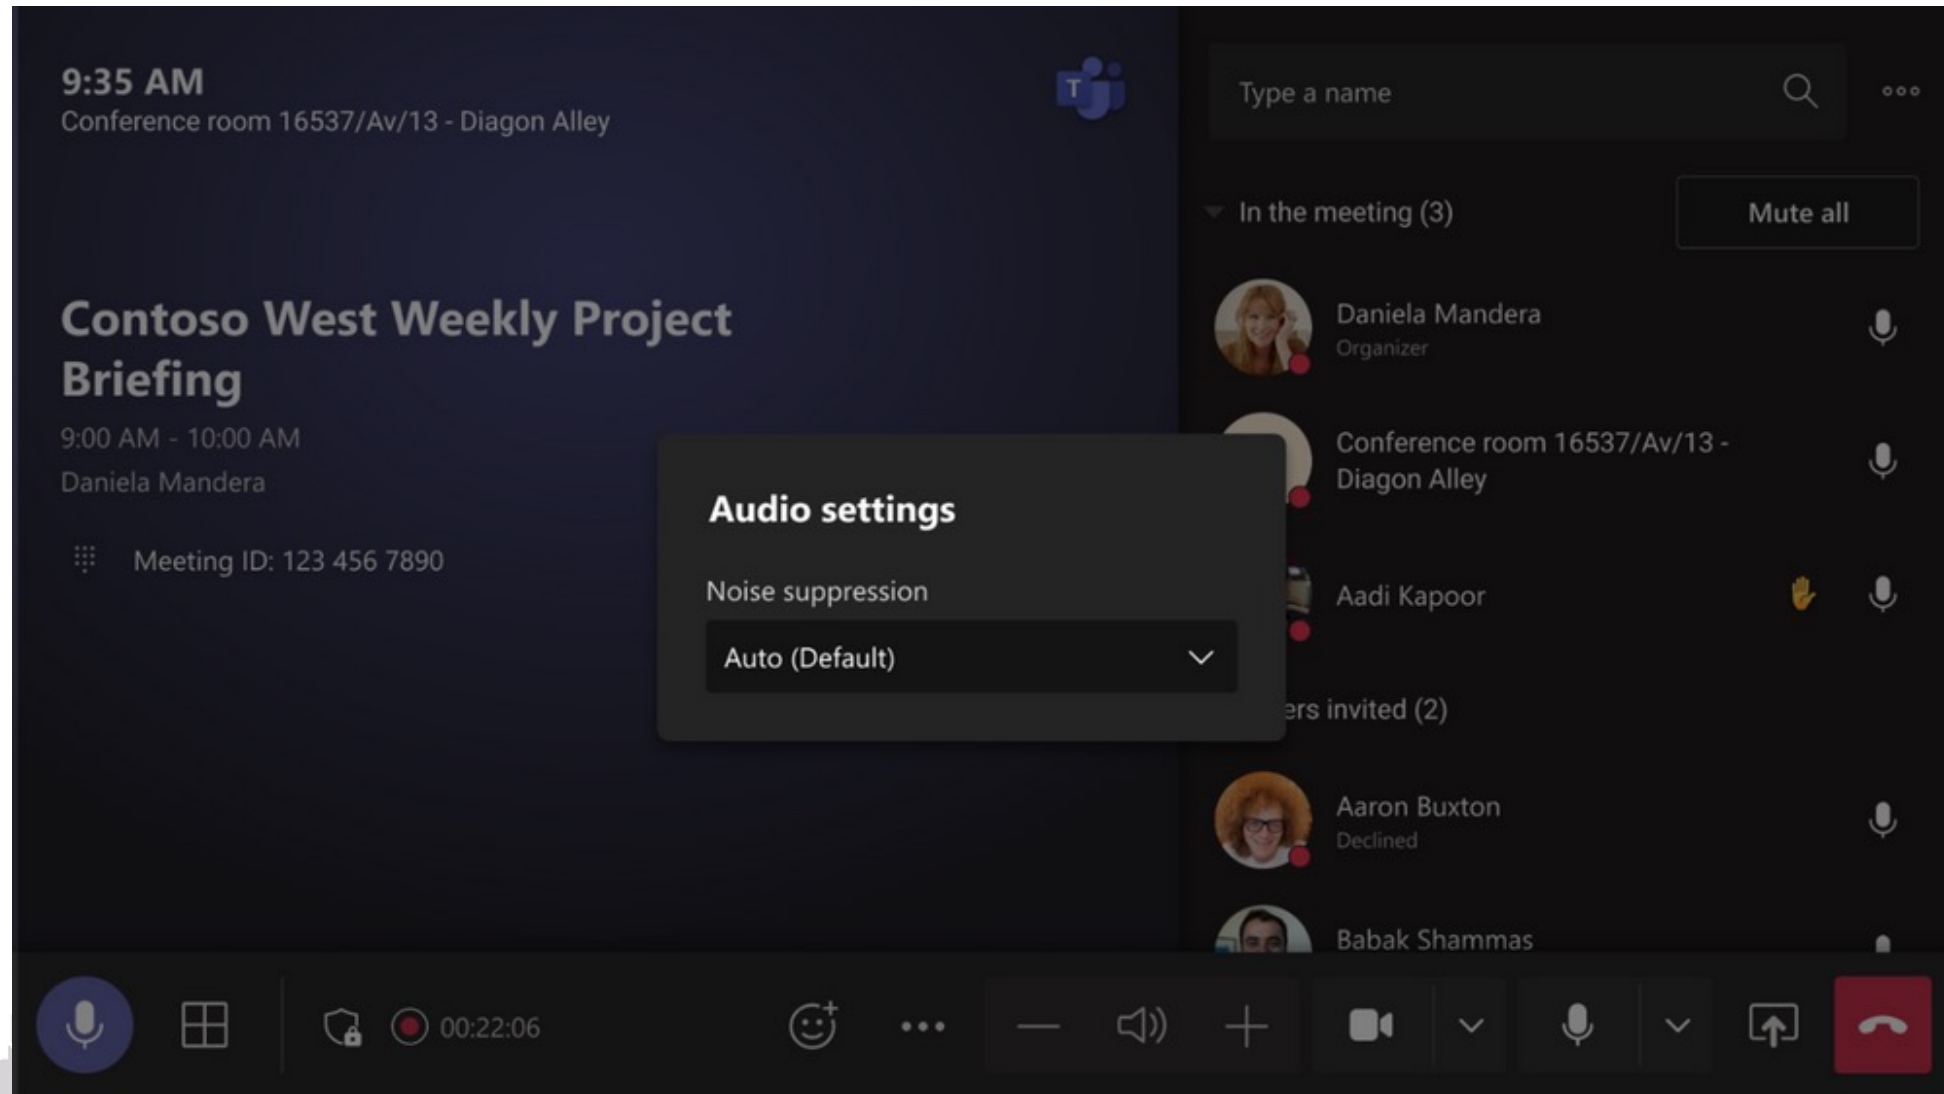 9:35 AM
Conference room 16537/Av/13 - Diagon Alley
T
Contoso West Weekly Project
Briefing
9:00 AM - 10:00 AM
Daniela Mandera
Meeting ID: 123 456 7890
Audio settings
Noise suppression
Auto (Default)
Type a name
In the meeting (3)
Mute all
Daniela Mandera
Organizer
Conference room 16537/Av/13 -
Diagon Alley
Aadi Kapoor
ers invited (2)
Aaron Buxton
Declined
Babak Shammas
00:22:06